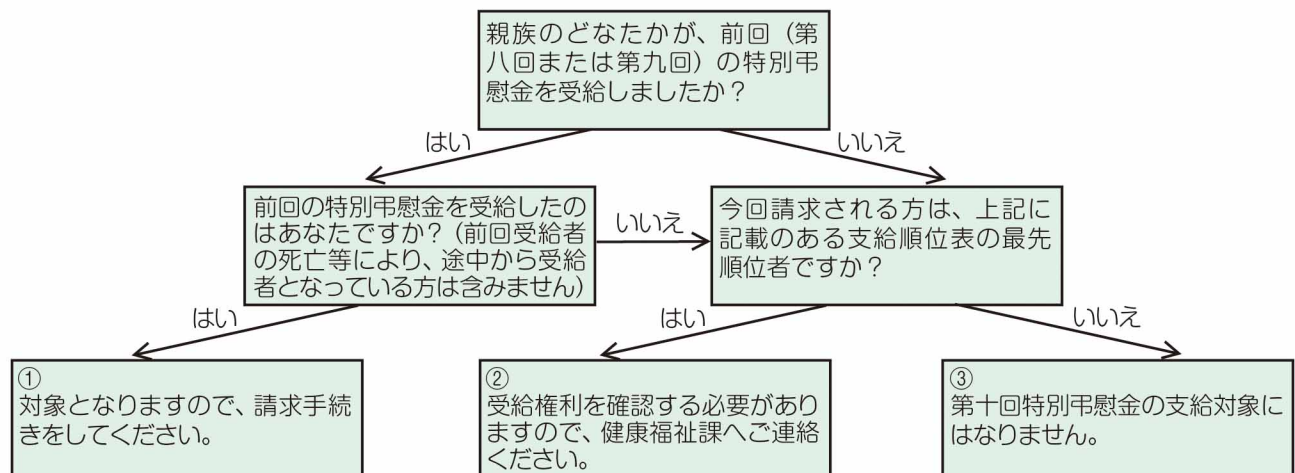 親族のどなたかが、前回（第
八回または第九回）の特別弔
慰金を受給しましたか？
はい
いいえ
前回の特別弔慰金を受給したの
はあなたですか？（前回受給者
の死亡等により、途中から受給
者となっている方は含みません）
いいえ
今回請求される方は、上記に
記載のある支給順位表の最先
順位者ですか？
はい
はい
いいえ
①
対象となりますので、請求手続
きをしてください。
②
受給権利を確認する必要があり
ますので、健康福祉課へご連絡
ください。
③
第十回特別弔慰金の支給対象に
はなりません。